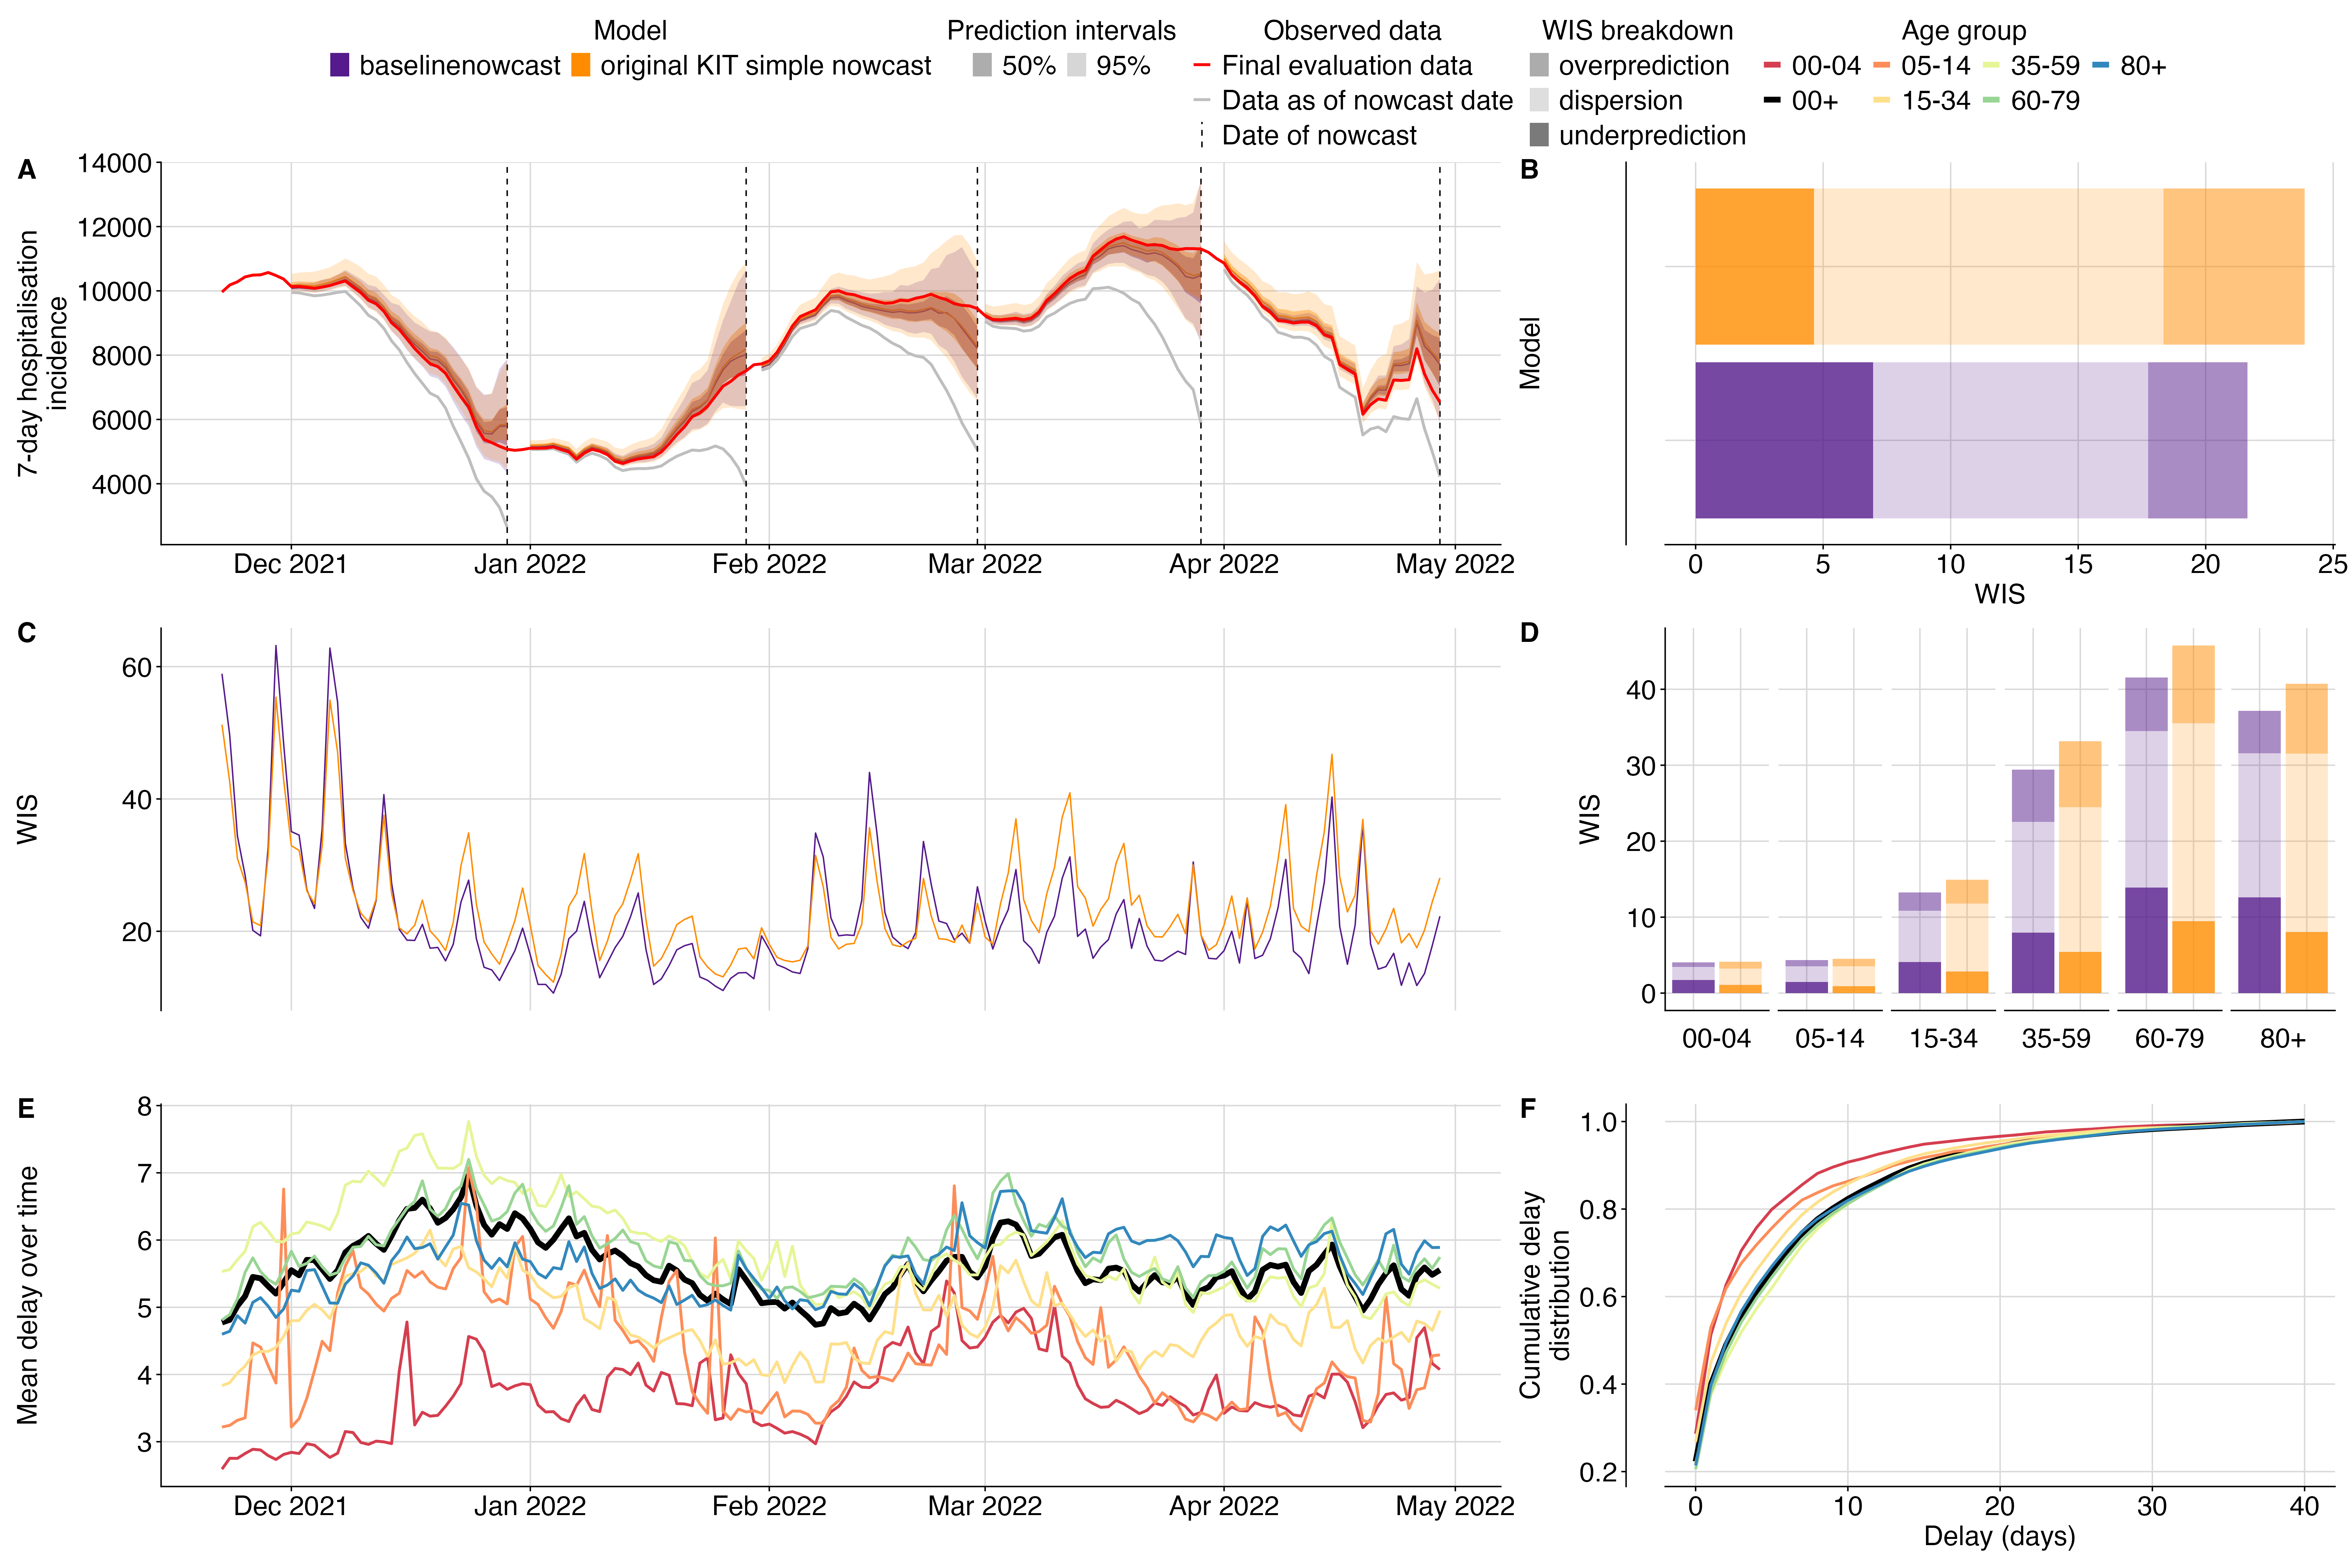 Model
Prediction intervals
Observed data
WIS breakdown
Age group
baselinenowcast
original KIT simple nowcast
50%
95%
Final evaluation data
Data as of nowcast date
Date of nowcast
overprediction
dispersion
underprediction
00-04
05-14
35-59
80+
00+
15-34
60-79
A
7-day hospitalisation
incidence
14000
12000
10000
8000
6000
4000
Dec 2021
Jan 2022
Feb 2022
Mar 2022
Apr 2022
May 2022
B
Model
0
5
10
15
20
25
WIS
C
WIS
60
40
20
D
WIS
40
30
20
10
0
00-04
05-14
15-34
35-59
60-79
80+
E
Mean delay over time
8
7
6
5
4
3
Dec 2021
Jan 2022
Feb 2022
Mar 2022
Apr 2022
May 2022
F
Cumulative delay
distribution
1.0
0.8
0.6
0.4
0.2
0
10
20
30
40
Delay (days)